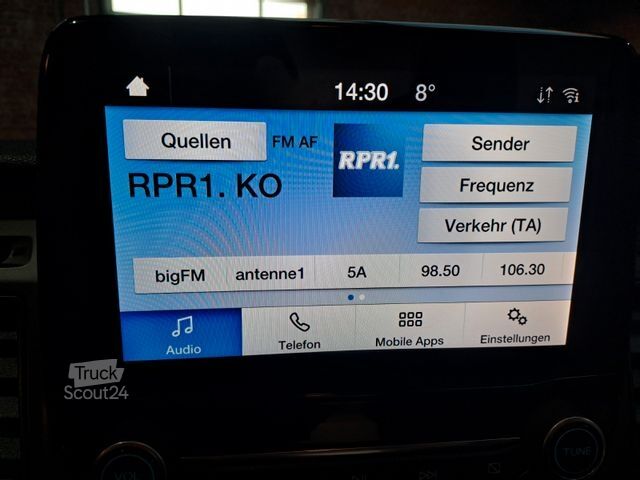 14:30 8°
Quellen FM AF RPR1. Sender
RPR1. KO
Frequenz
Verkehr (TA)
bigFM antenne1 5A 98.50 106.30
Audio Telefon Mobile Apps Einstellungen
Truck
Scout24
VOL TUNE